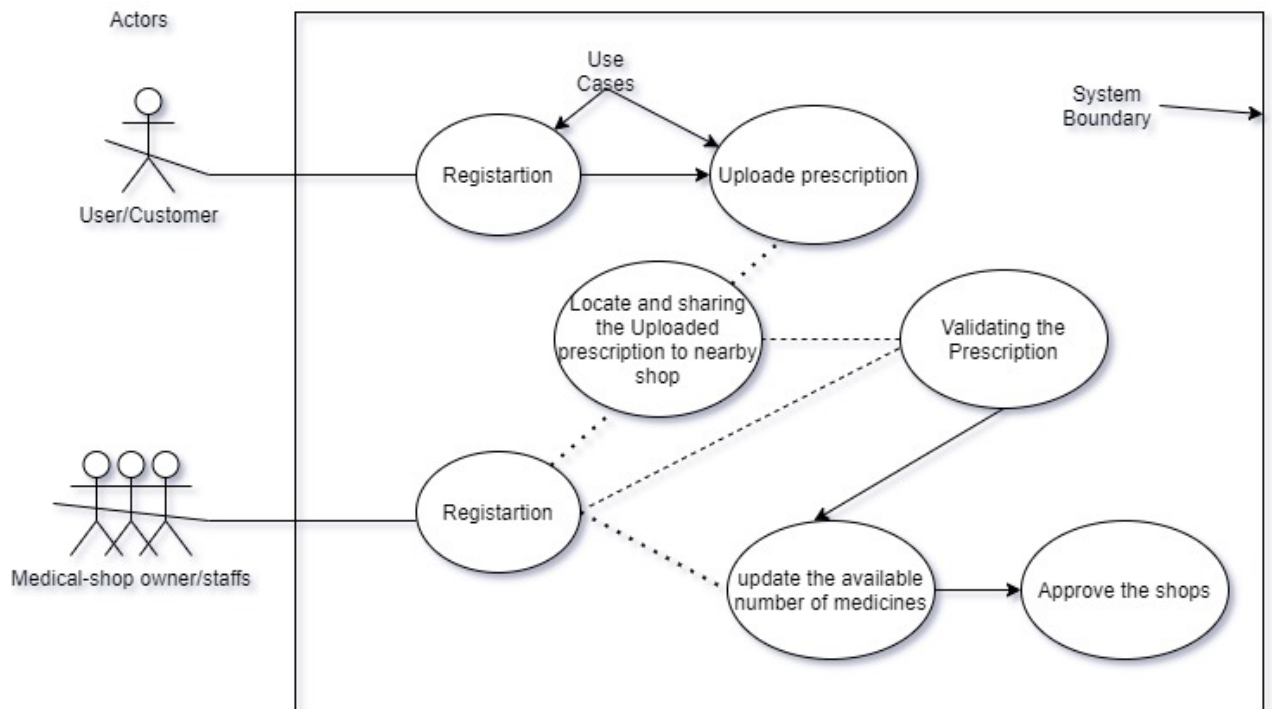 Actors
Use
Cases
System
Boundary
Registartion
Uploade prescription
User/Customer
Locate and sharing
the Uploaded
prescription to nearby
shop
Validating the
Prescription
Registartion
Medical-shop owner/staffs
update the available
number of medicines
Approve the shops